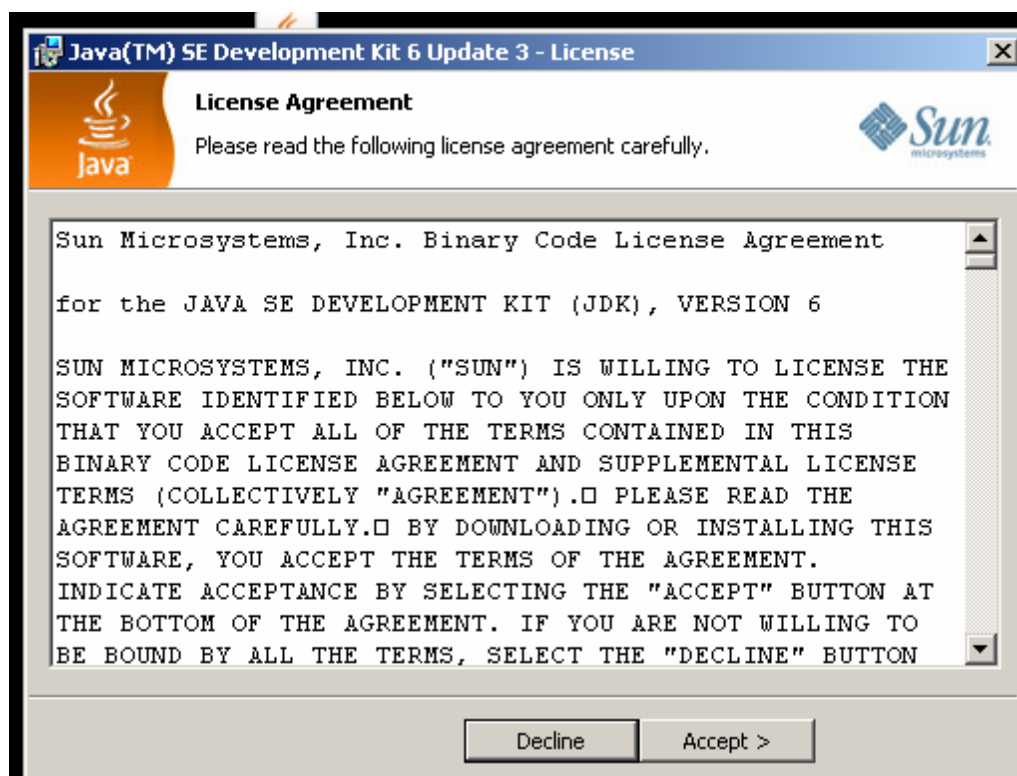 Java(TM) SE Development Kit 6 Update 3 - License
License Agreement
Please read the following license agreement carefully.
Java
Sun
microsystems
Sun Microsystems, Inc. Binary Code License Agreement
for the JAVA SE DEVELOPMENT KIT (JDK), VERSION 6
SUN MICROSYSTEMS, INC. ("SUN") IS WILLING TO LICENSE THE
SOFTWARE IDENTIFIED BELOW TO YOU ONLY UPON THE CONDITION
THAT YOU ACCEPT ALL OF THE TERMS CONTAINED IN THIS
BINARY CODE LICENSE AGREEMENT AND SUPPLEMENTAL LICENSE
TERMS (COLLECTIVELY "AGREEMENT").□ PLEASE READ THE
AGREEMENT CAREFULLY.□ BY DOWNLOADING OR INSTALLING THIS
SOFTWARE, YOU ACCEPT THE TERMS OF THE AGREEMENT.
INDICATE ACCEPTANCE BY SELECTING THE "ACCEPT" BUTTON AT
THE BOTTOM OF THE AGREEMENT. IF YOU ARE NOT WILLING TO
BE BOUND BY ALL THE TERMS, SELECT THE "DECLINE" BUTTON
Decline
Accept >